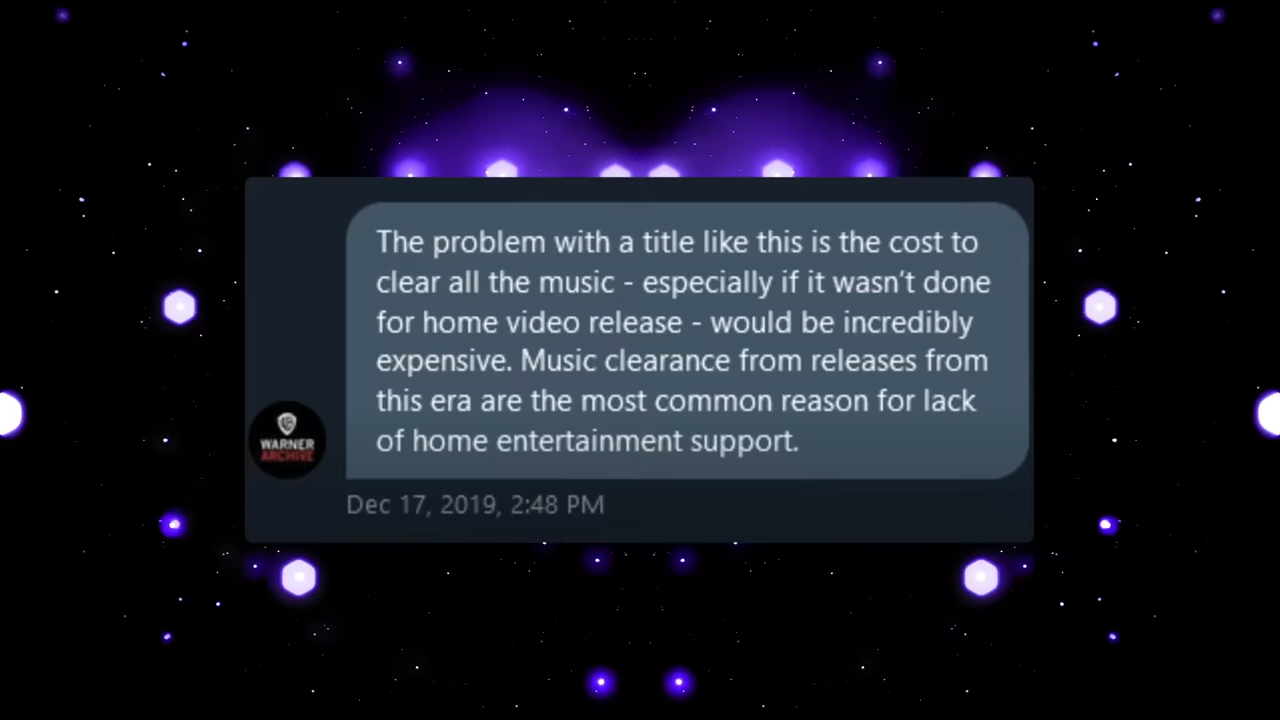 The problem with a title like this is the cost to
clear all the music - especially if it wasn't done
for home video release - would be incredibly
expensive. Music clearance from releases from
this era are the most common reason for lack
of home entertainment support.
WARNER
ARCHIVE
Dec 17, 2019, 2:48 PM